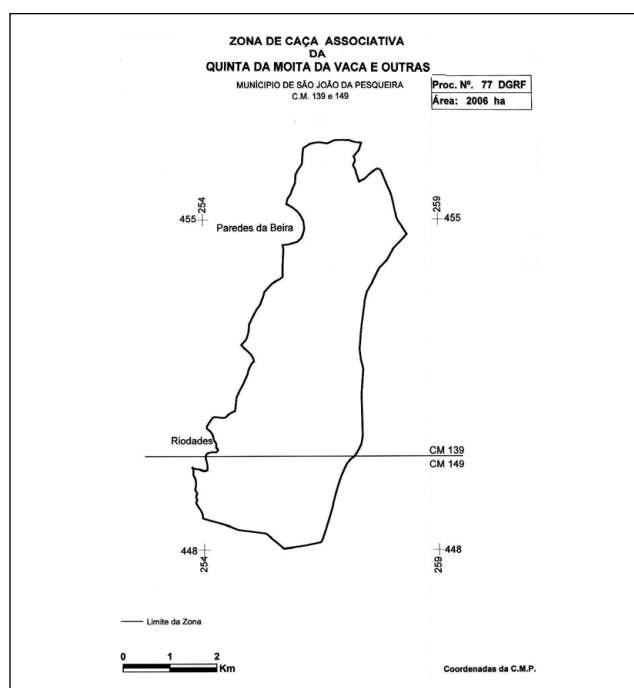 ZONA DE CAÇA ASSOCIATIVA
DA
QUINTA DA MOITA DA VACA E OUTRAS
MUNÍCIPIO DE SÃO JOÃO DA PESQUEIRA
C.M. 139 e 149
Proc. Nº. 77 DGRF
Área: 2006 ha
254
455
259
455
Paredes da Beira
Riodades
CM 139
CM 149
448
254
448
259
Limite da Zona
0 1 2
Km
Coordenadas da C.M.P.